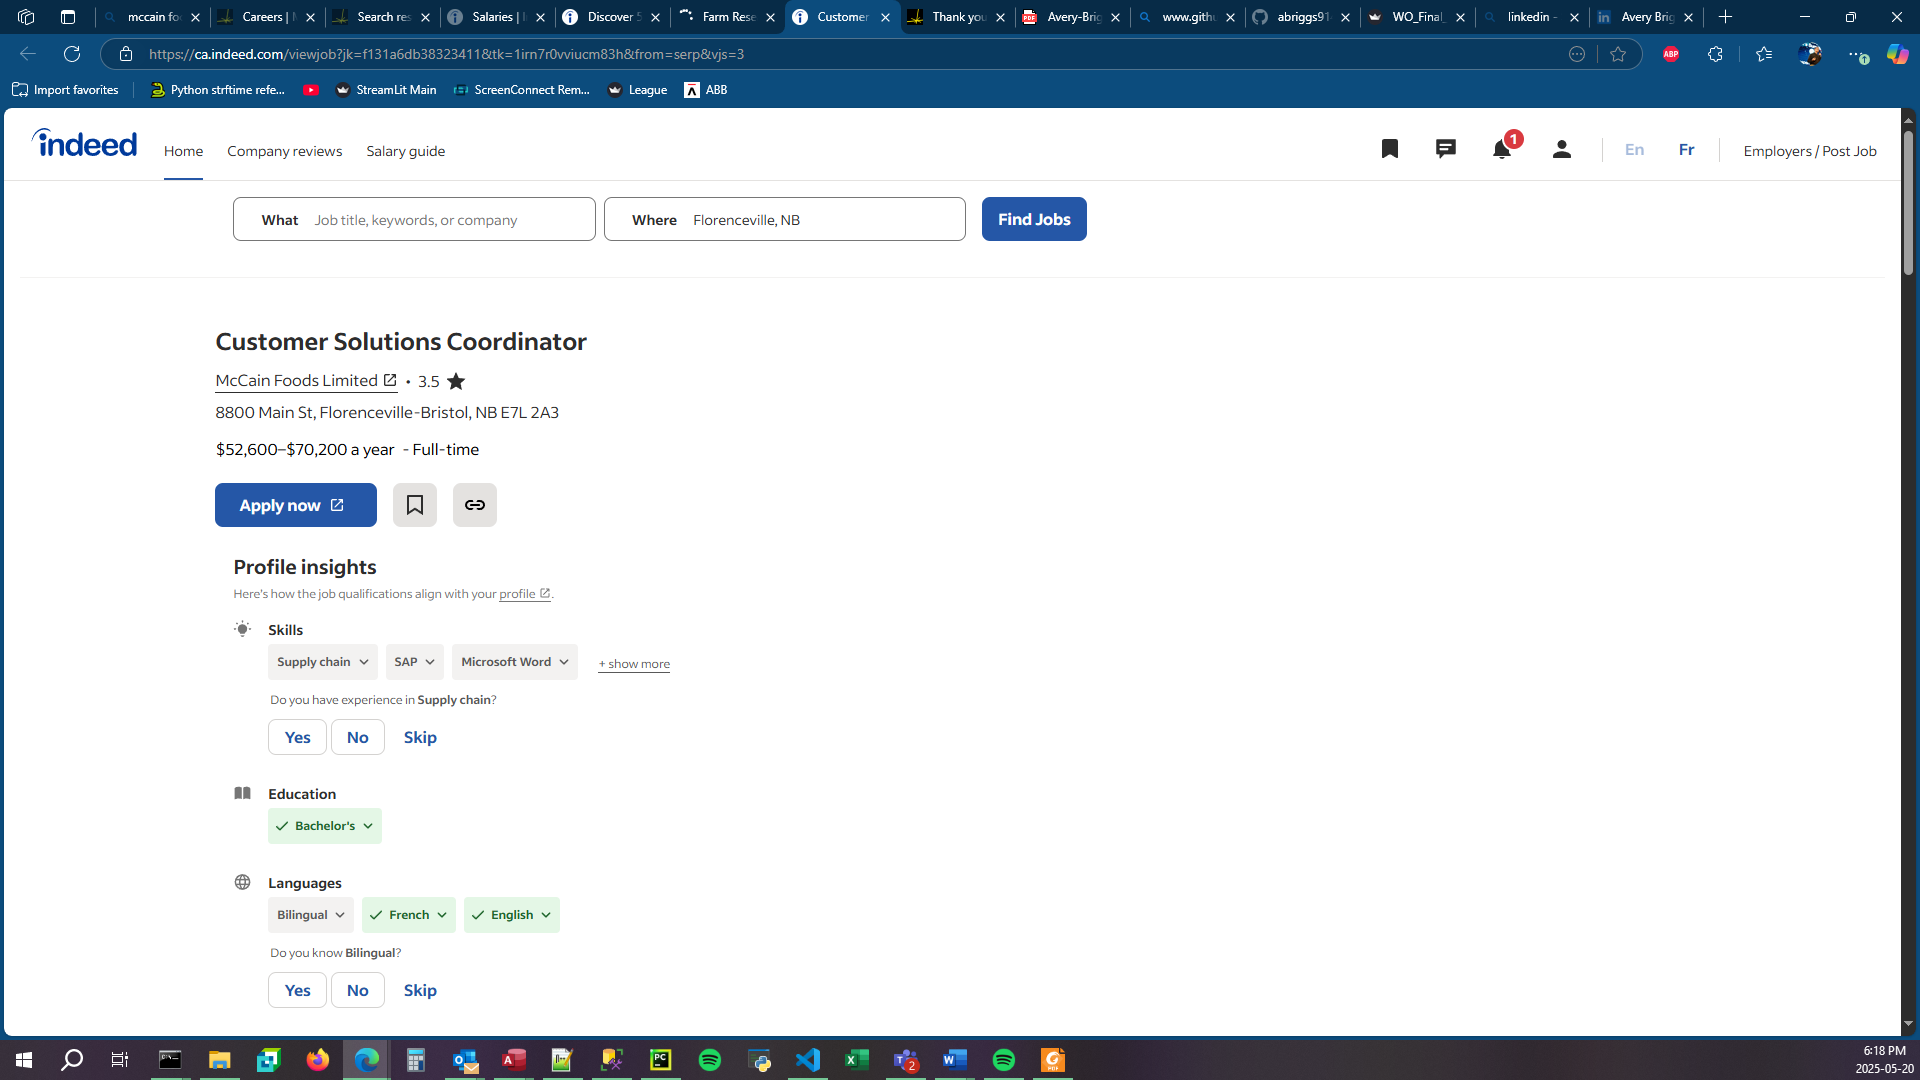 mccain fo
Careers | M
Search res
Salaries | I
Discover 5
Farm Rese
Customer
Thank you
Avery-Brig
www.gith
abriggs91
WO_Final_
linkedin -
Avery Brig
https://ca.indeed.com/viewjob?jk=f131a6db38323411&tk=1irn7r0vviucm83h&from=serp&vjs=3
ABP
1
Import favorites
Python strftime refe...
StreamLit Main
ScreenConnect Rem...
League
ABB
indeed
Home
Company reviews
Salary guide
1
En
Fr
Employers / Post Job
What Job title, keywords, or company
Where Florenceville, NB
Find Jobs
Customer Solutions Coordinator
McCain Foods Limited • 3.5
8800 Main St, Florenceville-Bristol, NB E7L 2A3
$52,600–$70,200 a year - Full-time
Apply now
Profile insights
Here's how the job qualifications align with your profile.
Skills
Supply chain SAP Microsoft Word + show more
Do you have experience in Supply chain?
Yes No Skip
Education
Bachelor's
Languages
Bilingual French English
Do you know Bilingual?
Yes No Skip
2
6:18 PM
2025-05-20